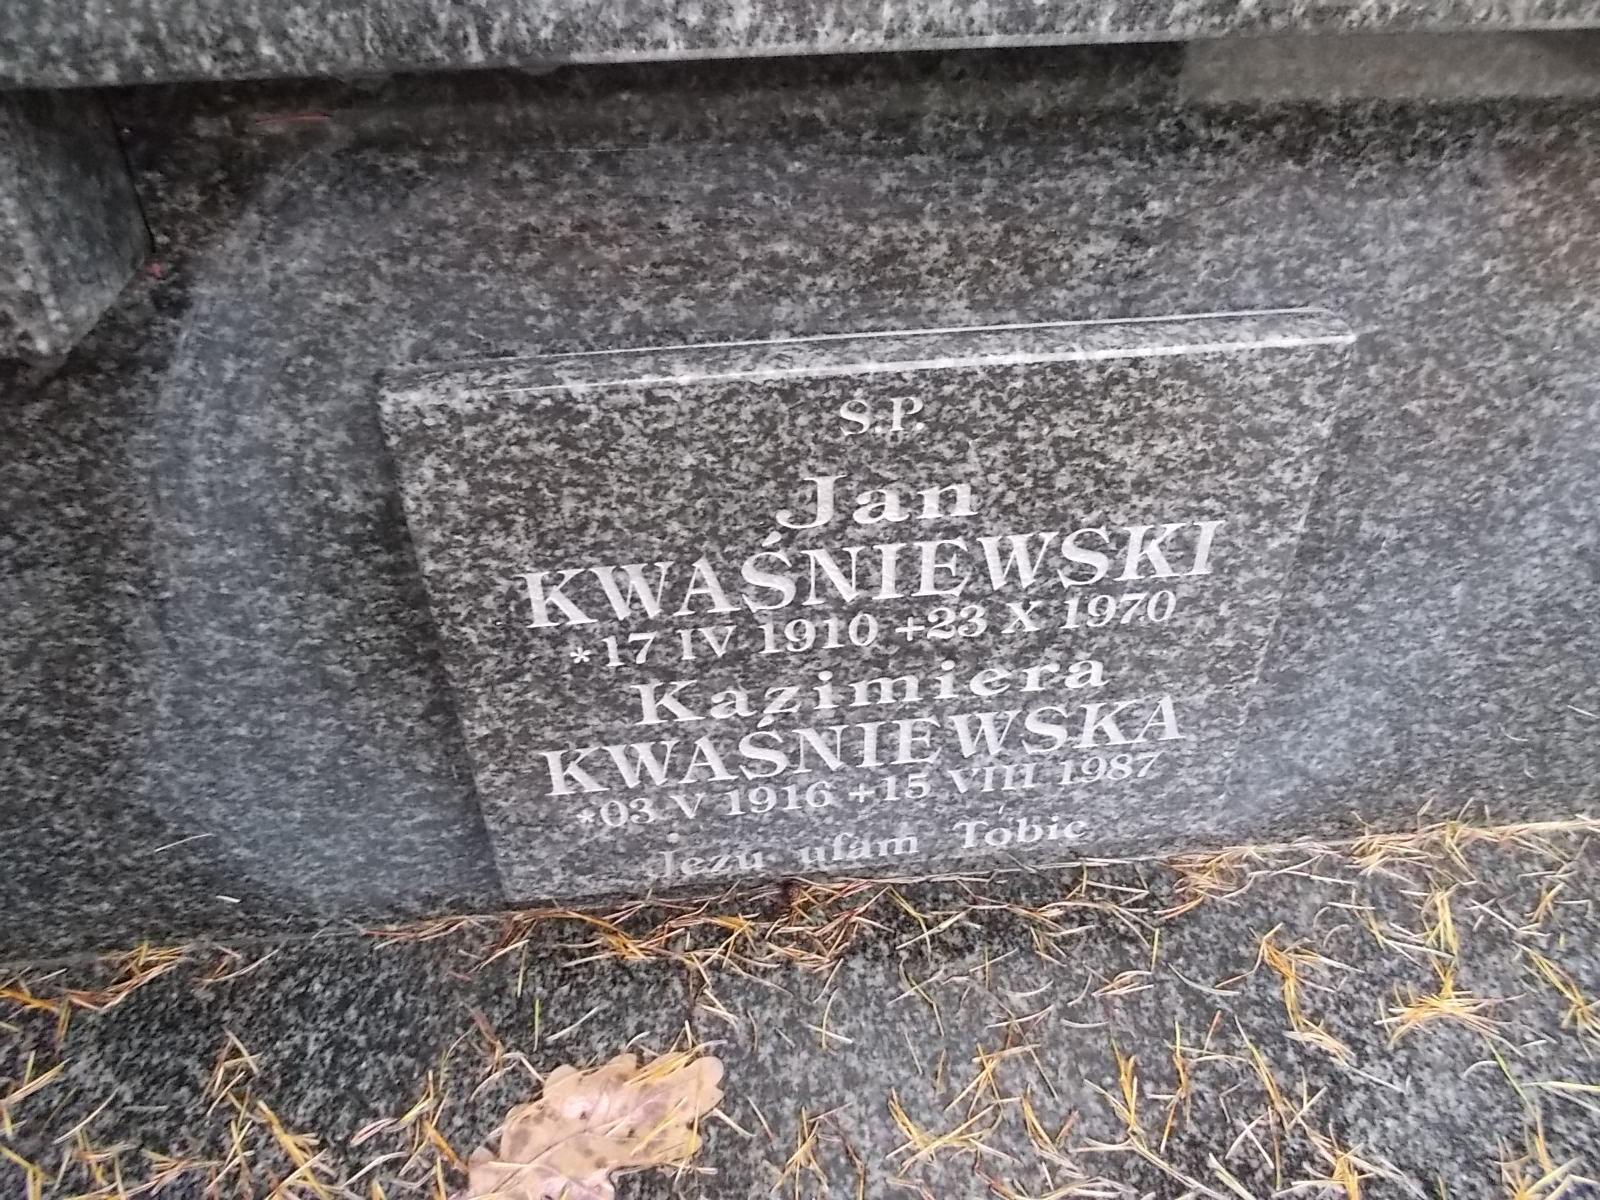 Ś.P.
Jan
KWAŚNIEWSKI
*17 IV 1910 +23 X 1970
Kazimiera
KWAŚNIEWSKA
*03 V 1916 +15 VIII 1987
Jezu ufam Tobie